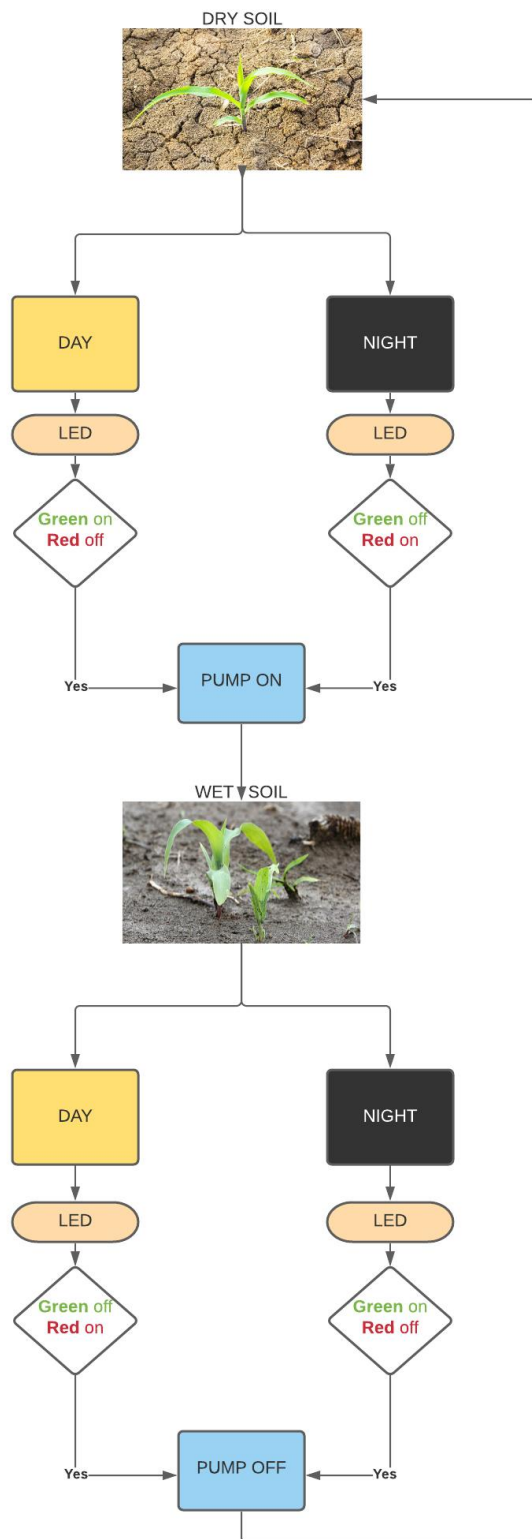 DRY SOIL
DAY
NIGHT
LED
LED
Green on
Red off
Green off
Red on
Yes
PUMP ON
Yes
WET SOIL
DAY
NIGHT
LED
LED
Green off
Red on
Green on
Red off
Yes
PUMP OFF
Yes